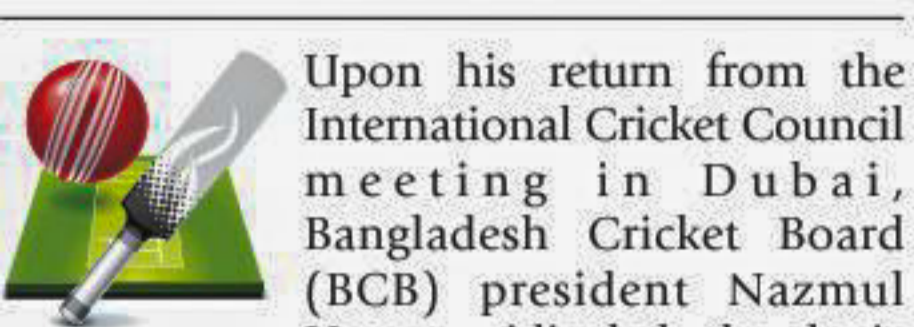 Upon his return from the
International Cricket Council
meeting in Dubai,
Bangladesh Cricket Board
(BCB) president Nazmul